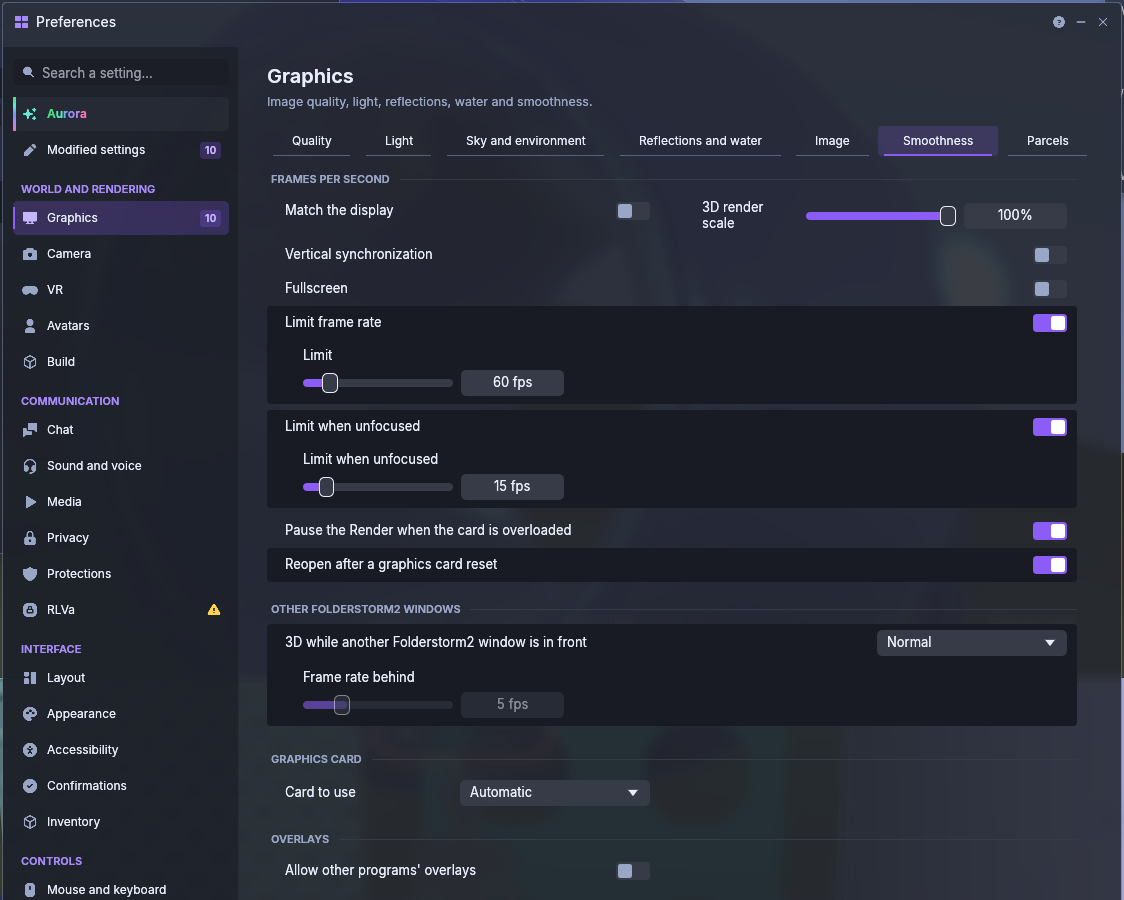 Preferences
Search a setting...
Aurora
Modified settings 10
WORLD AND RENDERING
Graphics 10
Camera
VR
Avatars
Build
COMMUNICATION
Chat
Sound and voice
Media
Privacy
Protections
RLVa
INTERFACE
Layout
Appearance
Accessibility
Confirmations
Inventory
CONTROLS
Mouse and keyboard
Graphics
Image quality, light, reflections, water and smoothness.
Quality Light Sky and environment Reflections and water Image Smoothness Parcels
FRAMES PER SECOND
Match the display
3D render
scale
100%
Vertical synchronization
Fullscreen
Limit frame rate
Limit
60 fps
Limit when unfocused
Limit when unfocused
15 fps
Pause the Render when the card is overloaded
Reopen after a graphics card reset
OTHER FOLDERSTORM2 WINDOWS
3D while another Folderstorm2 window is in front Normal
Frame rate behind
5 fps
GRAPHICS CARD
Card to use Automatic
OVERLAYS
Allow other programs' overlays